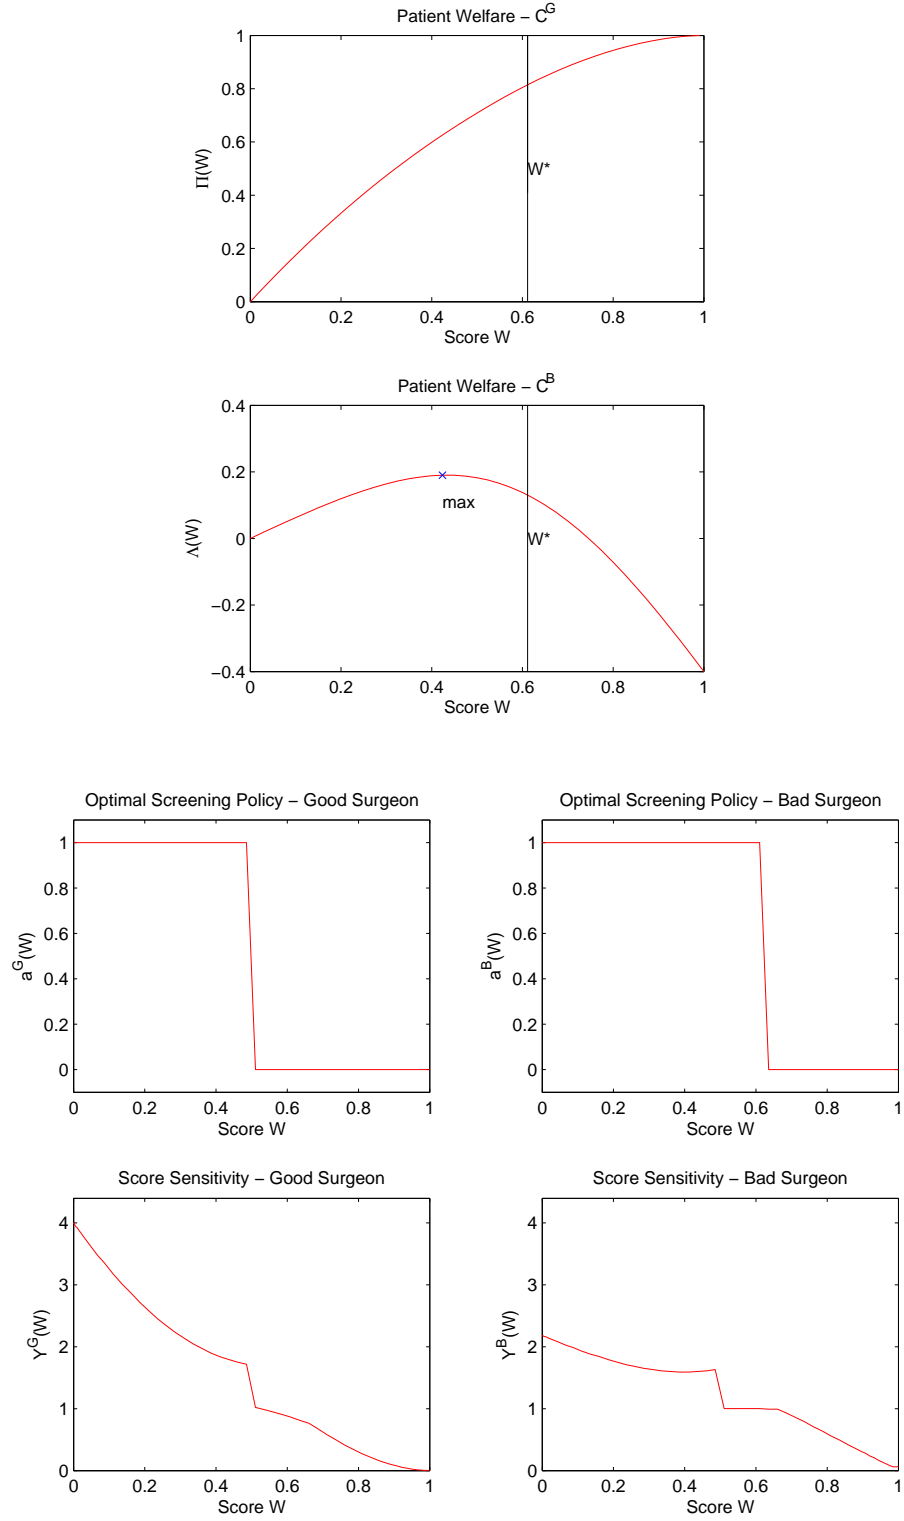 Patient Welfare − C^G
1
0.8
0.6
0.4
0.2
0
Π(W)
W*
0 0.2 0.4 0.6 0.8 1
Score W
Patient Welfare − C^B
0.4
0.2
0
−0.2
−0.4
Λ(W)
max
W*
0 0.2 0.4 0.6 0.8 1
Score W
Optimal Screening Policy − Good Surgeon
1
0.8
0.6
0.4
0.2
0
a^G(W)
0 0.2 0.4 0.6 0.8 1
Score W
Optimal Screening Policy − Bad Surgeon
1
0.8
0.6
0.4
0.2
0
a^B(W)
0 0.2 0.4 0.6 0.8 1
Score W
Score Sensitivity − Good Surgeon
4
3
2
1
0
Y^G(W)
0 0.2 0.4 0.6 0.8 1
Score W
Score Sensitivity − Bad Surgeon
4
3
2
1
0
Y^B(W)
0 0.2 0.4 0.6 0.8 1
Score W